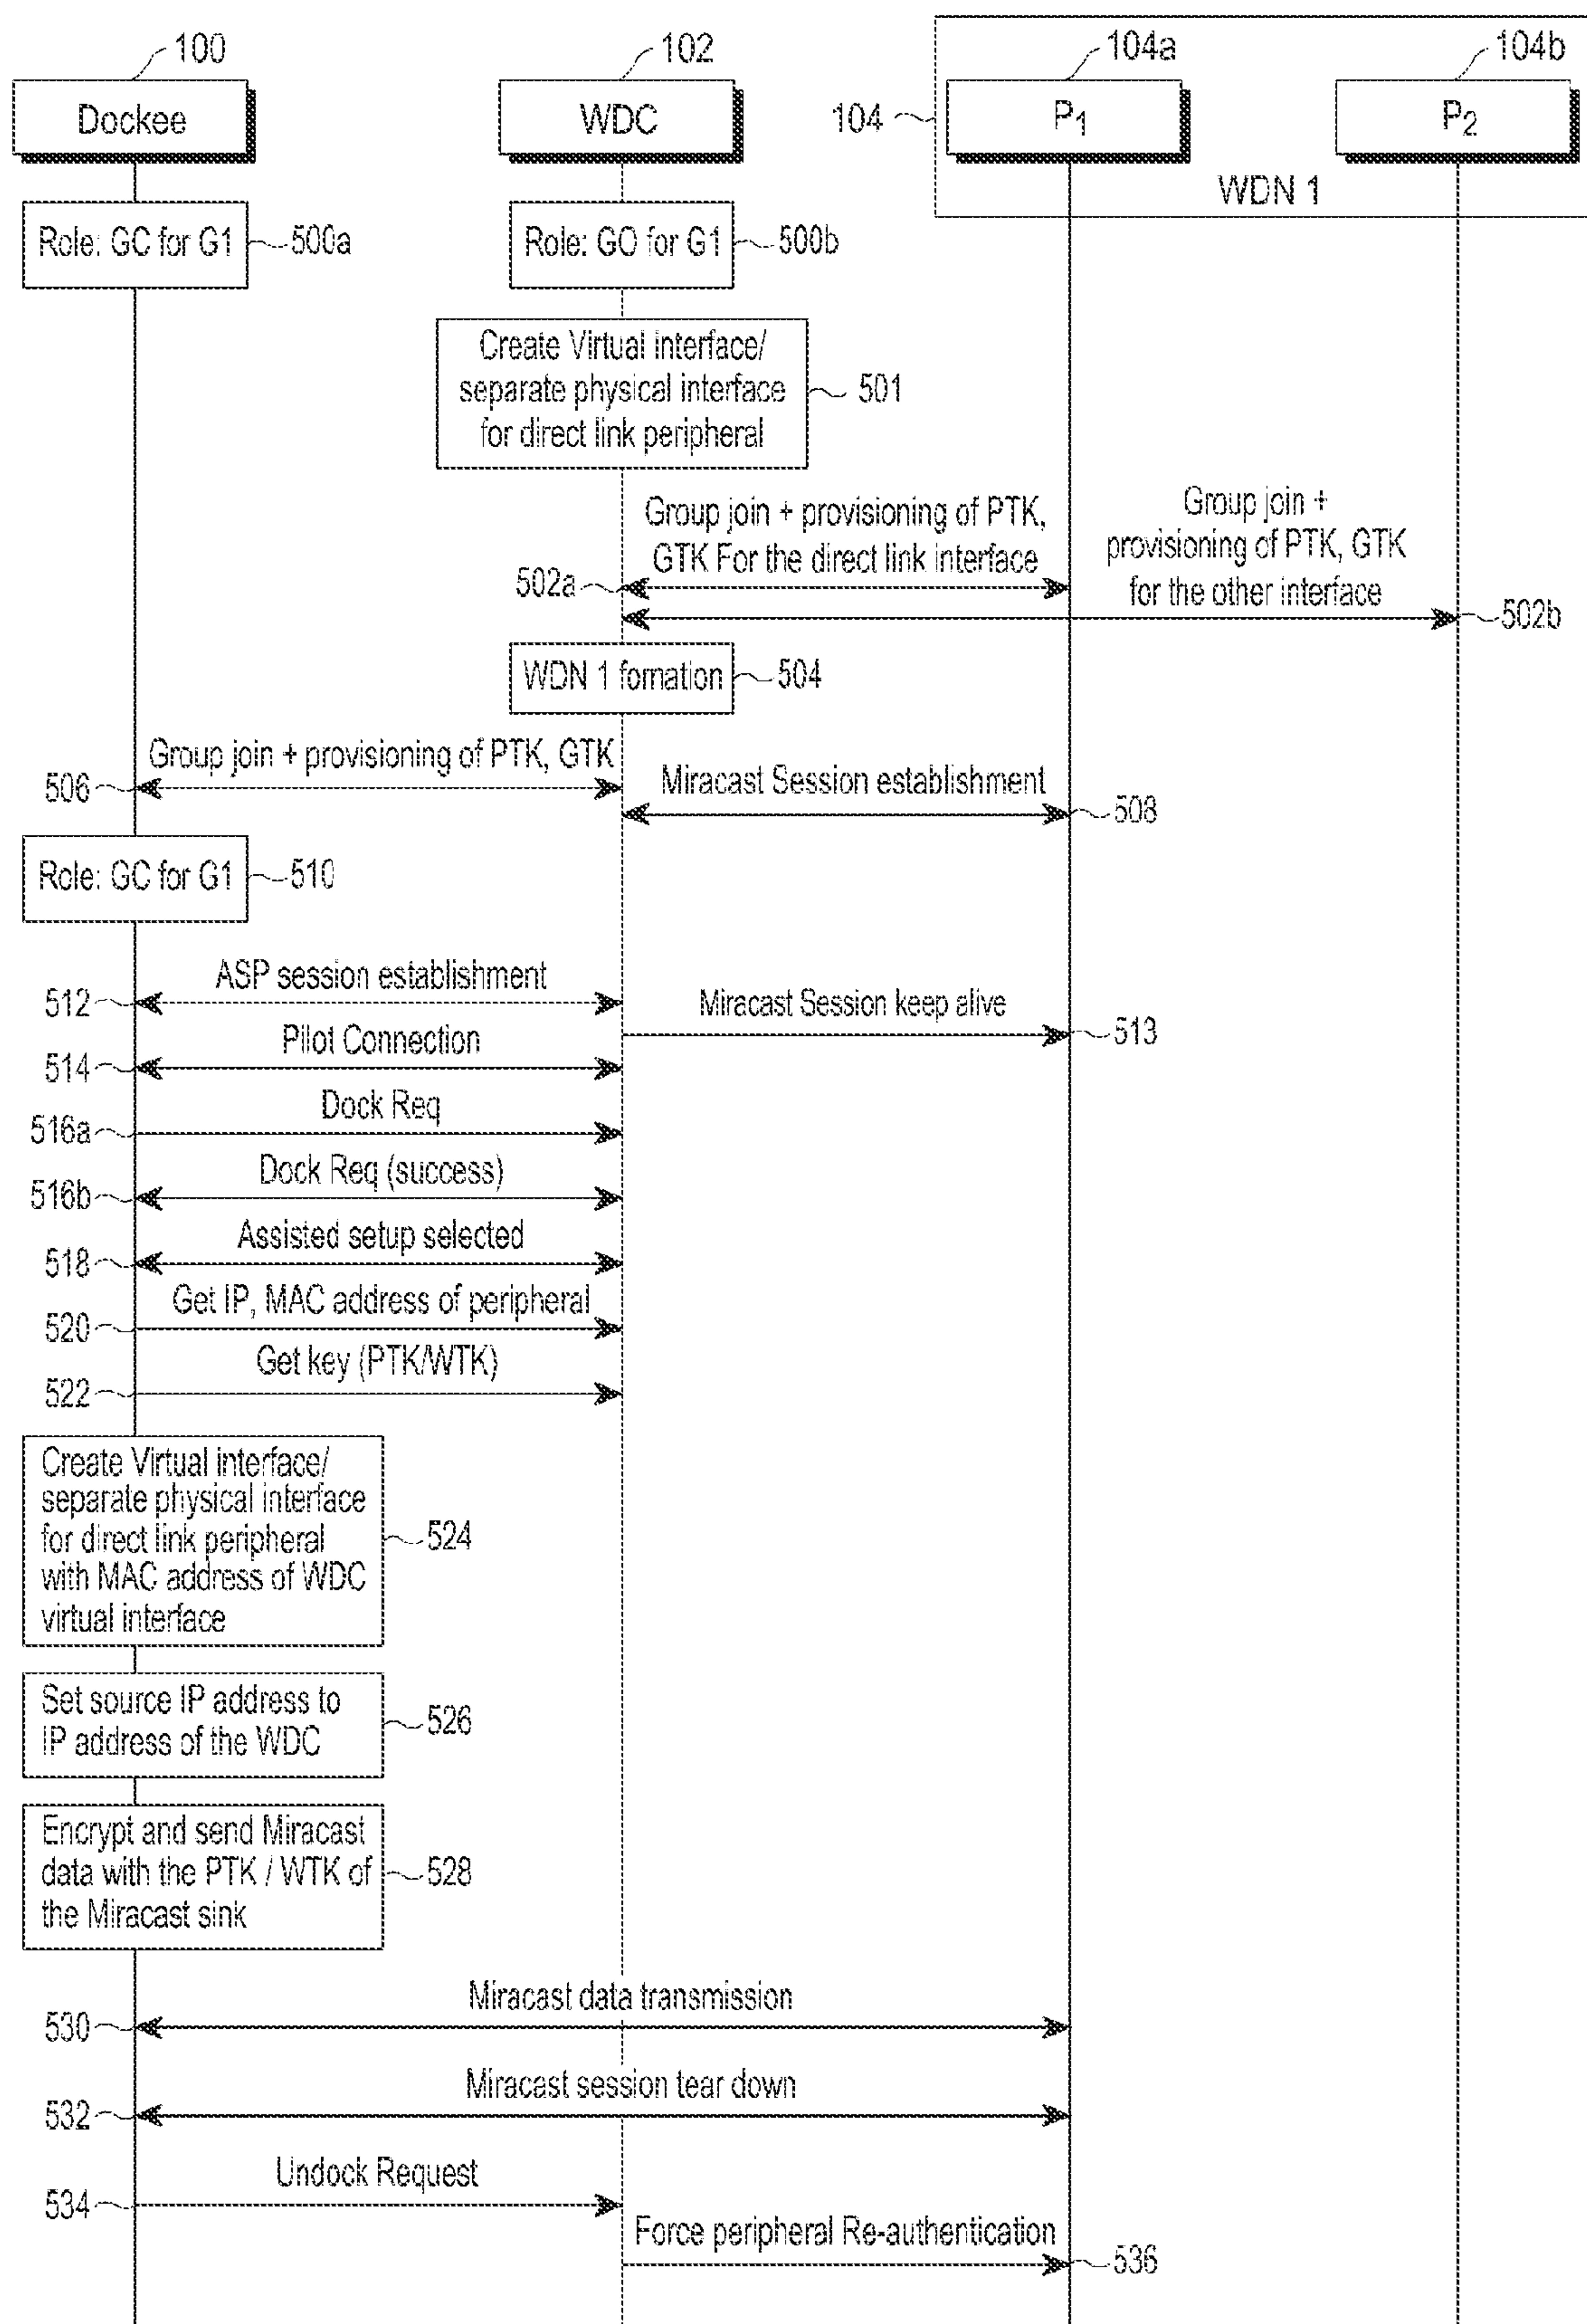 100
102
104a
104b
Dockee
WDC
104
P1
P2
WDN 1
Role: GC for G1
500a
Role: GO for G1
500b
Create Virtual interface/
separate physical interface
for direct link peripheral
501
Group join + provisioning of PTK,
GTK For the direct link interface
502a
Group join +
provisioning of PTK, GTK
for the other interface
502b
WDN 1 fornation
504
Group join + provisioning of PTK, GTK
506
Miracast Session establishment
508
Role: GC for G1
510
ASP session establishment
512
Miracast Session keep alive
513
Pilot Connection
514
Dock Req
516a
Dock Req (success)
516b
Assisted setup selected
518
Get IP, MAC address of peripheral
520
Get key (PTK/WTK)
522
Create Virtual interface/
separate physical interface
for direct link peripheral
with MAC address of WDC
virtual interface
524
Set source IP address to
IP address of the WDC
526
Encrypt and send Miracast
data with the PTK / WTK of
the Miracast sink
528
Miracast data transmission
530
Miracast session tear down
532
Undock Request
534
Force peripheral Re-authentication
536